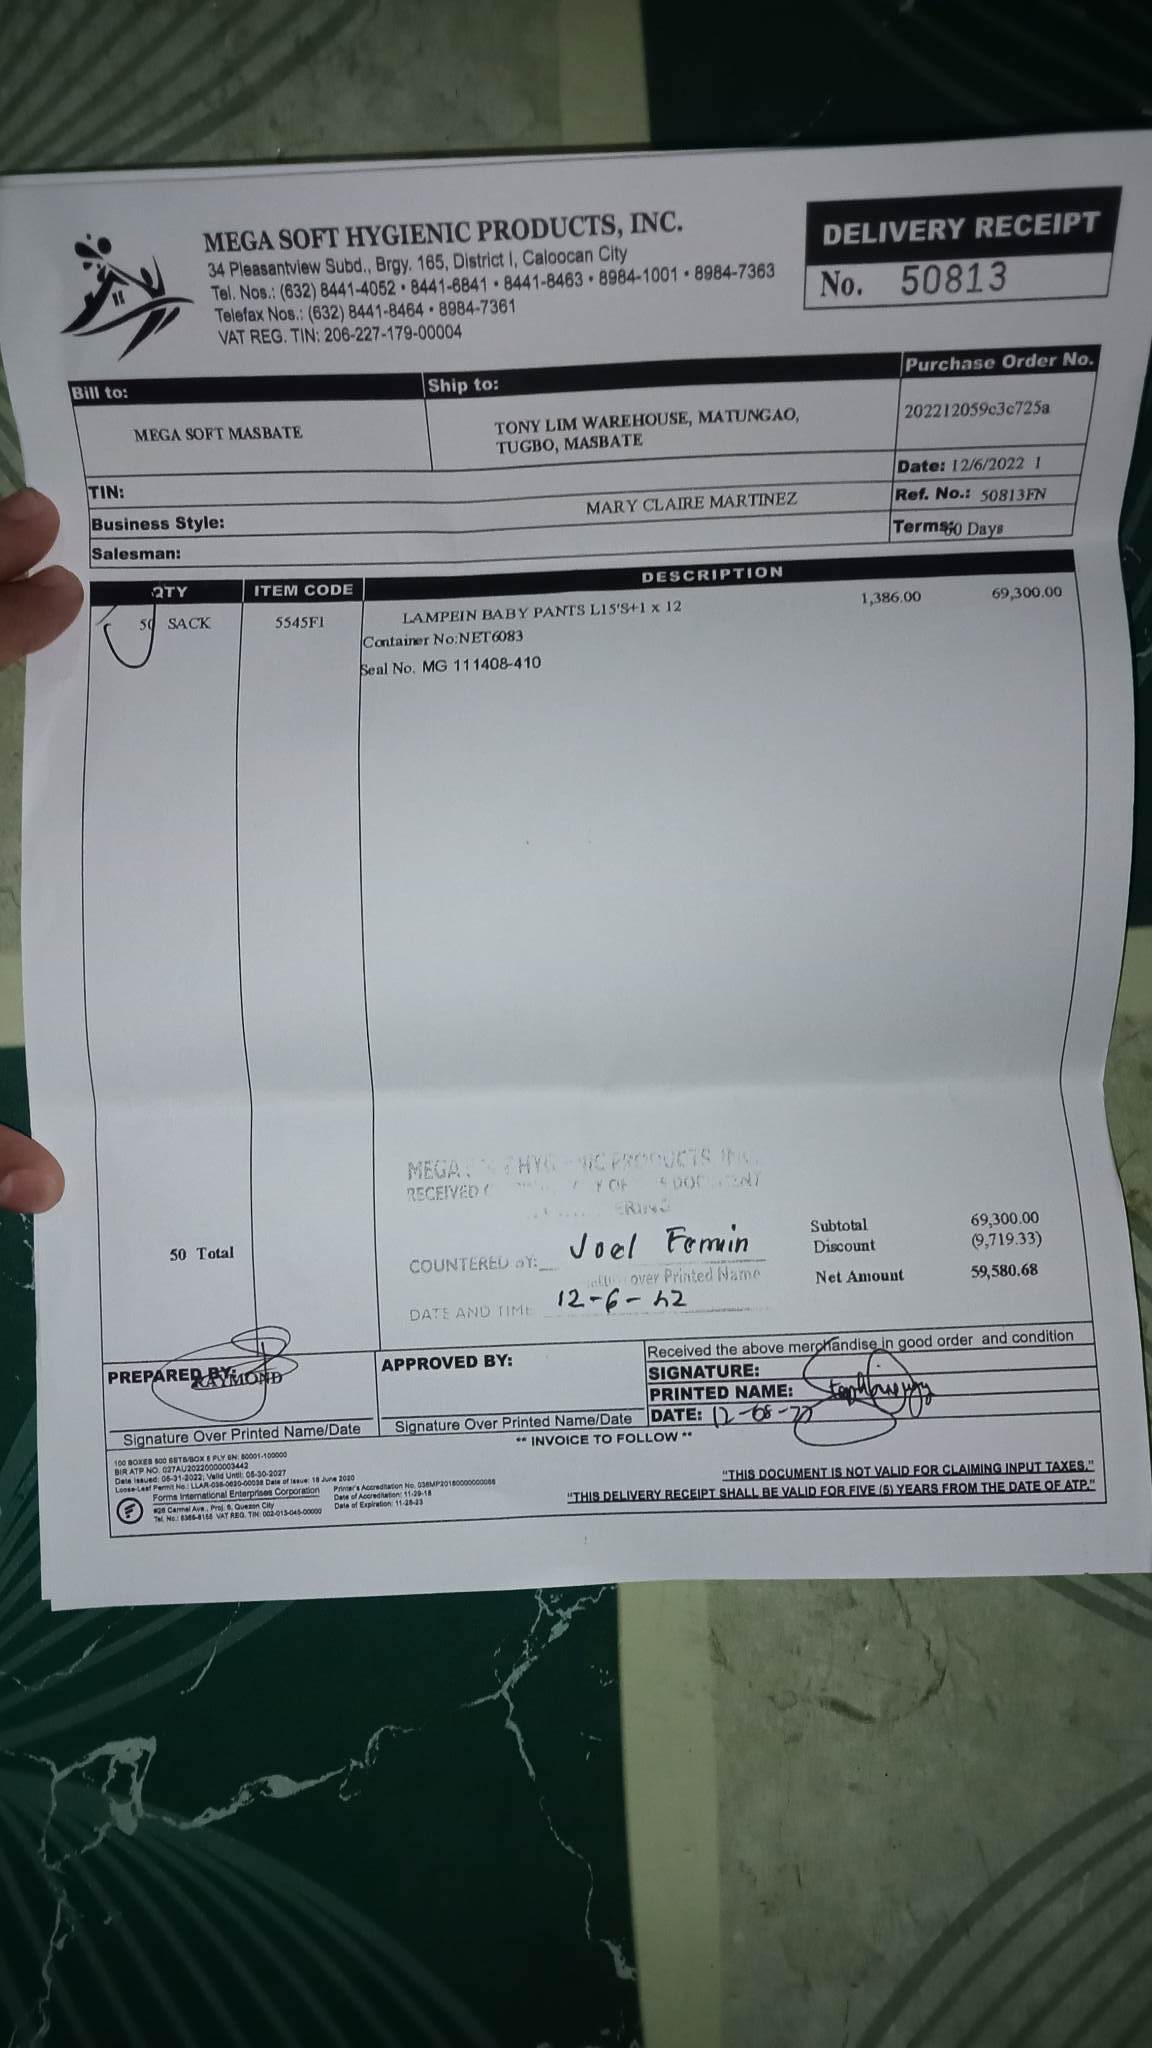 MEGA SOFT HYGIENIC PRODUCTS, INC.
34 Pleasantview Subd., Brgy. 165, District I, Caloocan City
Tel. Nos.: (632) 8441-4052 • 8441-6841 • 8441-8463 • 8984-1001 • 8984-7363
Telefax Nos.: (632) 8441-8464 • 8984-7361
VAT REG. TIN: 206-227-179-00004
DELIVERY RECEIPT
No. 50813
Bill to:
MEGA SOFT MASBATE
Ship to:
TONY LIM WAREHOUSE, MATUNGAO,
TUGBO, MASBATE
Purchase Order No.
202212059c3c725a
Date: 12/6/2022 1
TIN:
Ref. No.: 50813FN
Business Style:
MARY CLAIRE MARTINEZ
Terms: 60 Days
Salesman:
QTY ITEM CODE DESCRIPTION
50 SACK 5545F1 LAMPEIN BABY PANTS L15'S+1 x 12 1,386.00 69,300.00
Container No:NET6083
Seal No. MG 111408-410
MEGA HYG PRODUCTS INC.
RECEIVED
50 Total
COUNTERED BY: Joel Fermin
over Printed Name
DATE AND TIME 12-6-22
Subtotal 69,300.00
Discount (9,719.33)
Net Amount 59,580.68
PREPARED BY:
RAYMOND
Signature Over Printed Name/Date
APPROVED BY:
Signature Over Printed Name/Date
Received the above merchandise in good order and condition
SIGNATURE:
PRINTED NAME:
DATE: 12-08-22
** INVOICE TO FOLLOW **
100 BOXES 500 SETS/BOX 5 PLY SN: 50001-100000
BIR ATP NO. 027AU20220000003442
Date Issued: 05-31-2022; Valid Until: 05-30-2027
Loose-Leaf Permit No.: LLAR-038-0620-00038 Date of Issue: 18 June 2020
Forms International Enterprises Corporation
#28 Carmel Ave., Proj. 6, Quezon City
Tel. No.: 8366-8158 VAT REG. TIN: 002-013-045-00000
Printer's Accreditation No. 038MP20180000000088
Date of Accreditation: 11-29-18
Date of Expiration: 11-28-23
"THIS DOCUMENT IS NOT VALID FOR CLAIMING INPUT TAXES."
"THIS DELIVERY RECEIPT SHALL BE VALID FOR FIVE (5) YEARS FROM THE DATE OF ATP."